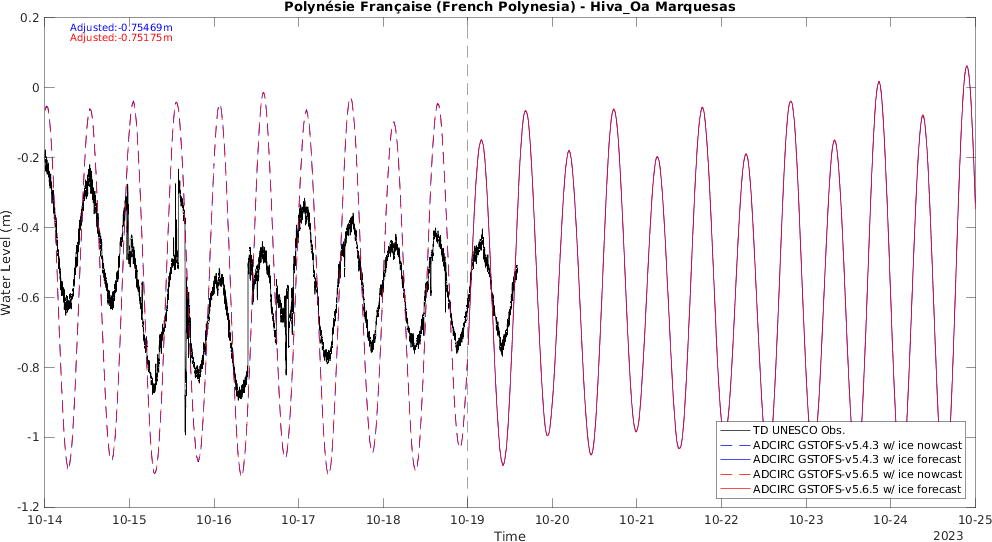 Polynésie Française (French Polynesia) - Hiva_Oa Marquesas
Adjusted:-0.75469m
Adjusted:-0.75175m
0.2
0
-0.2
-0.4
-0.6
-0.8
-1
-1.2
Water Level (m)
TD UNESCO Obs.
ADCIRC GSTOFS-v5.4.3 w/ ice nowcast
ADCIRC GSTOFS-v5.4.3 w/ ice forecast
ADCIRC GSTOFS-v5.6.5 w/ ice nowcast
ADCIRC GSTOFS-v5.6.5 w/ ice forecast
10-14 10-15 10-16 10-17 10-18 10-19 10-20 10-21 10-22 10-23 10-24 10-25
Time
2023